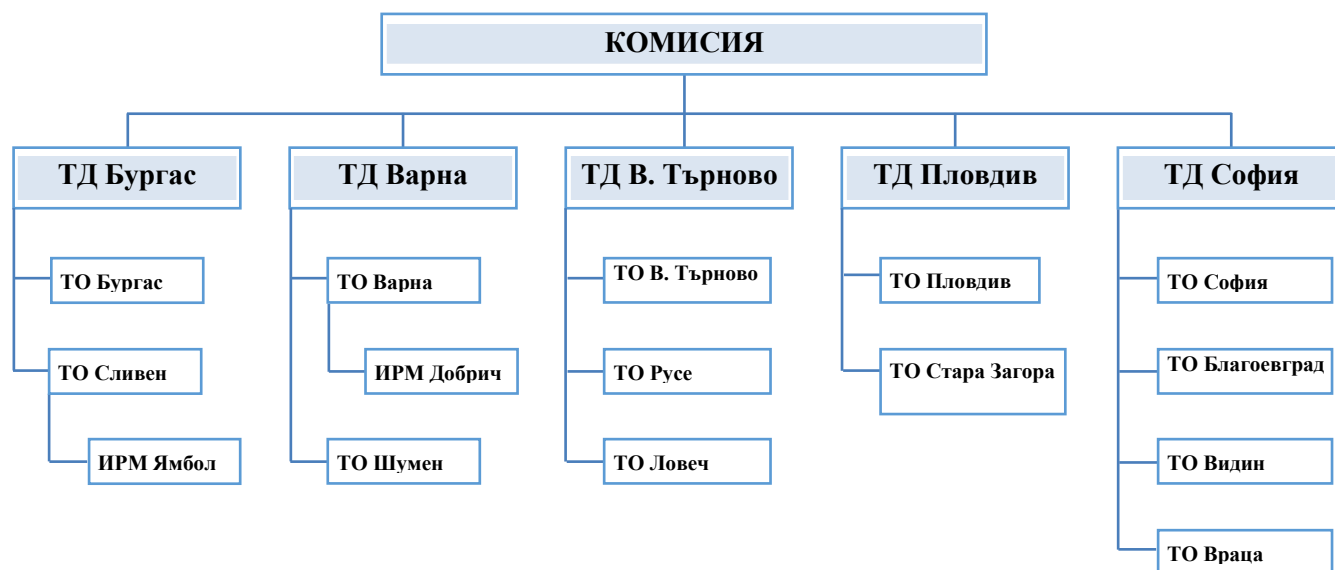 КОМИСИЯ
ТД Бургас
ТО Бургас
ТО Сливен
ИРМ Ямбол
ТД Варна
ТО Варна
ИРМ Добрич
ТО Шумен
ТД В. Търново
ТО В. Търново
ТО Русе
ТО Ловеч
ТД Пловдив
ТО Пловдив
ТО Стара Загора
ТД София
ТО София
ТО Благоевград
ТО Видин
ТО Враца